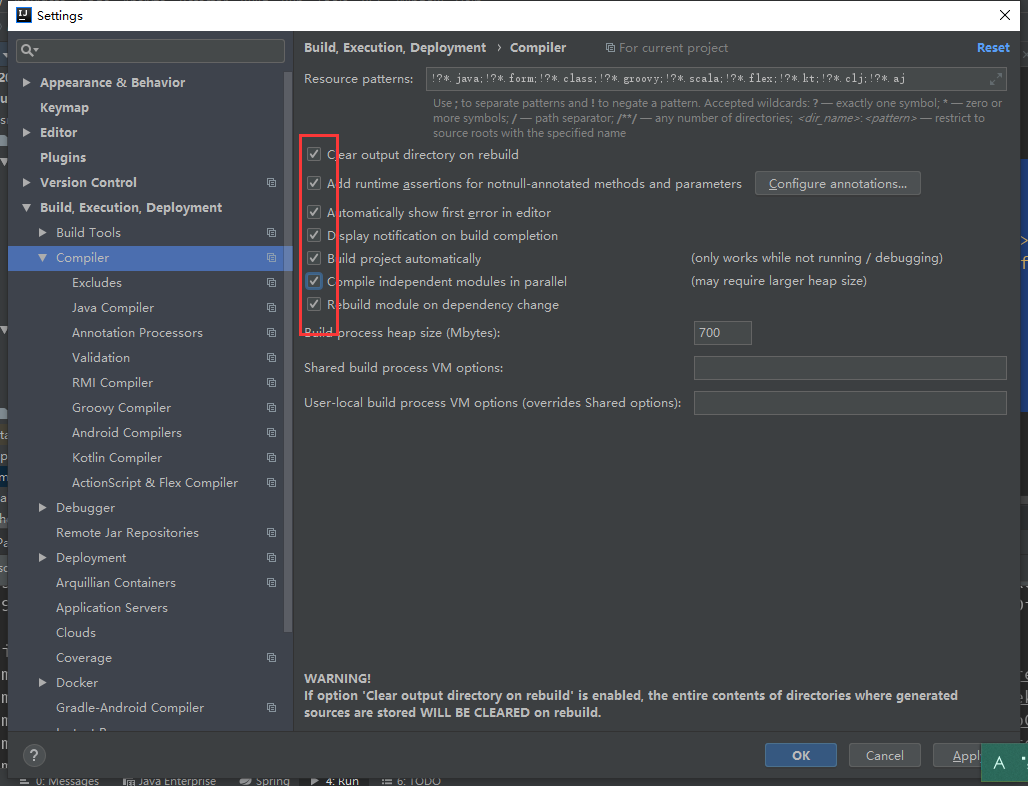 Settings
Build, Execution, Deployment › Compiler For current project Reset
Appearance & Behavior
Keymap
Editor
Plugins
Version Control
Build, Execution, Deployment
Build Tools
Compiler
Excludes
Java Compiler
Annotation Processors
Validation
RMI Compiler
Groovy Compiler
Android Compilers
Kotlin Compiler
ActionScript & Flex Compiler
Debugger
Remote Jar Repositories
Deployment
Arquillian Containers
Application Servers
Clouds
Coverage
Docker
Gradle-Android Compiler
Resource patterns: !?*.java;!?*.form;!?*.class;!?*.groovy;!?*.scala;!?*.flex;!?*.kt;!?*.clj;!?*.aj
Use ; to separate patterns and ! to negate a pattern. Accepted wildcards: ? — exactly one symbol; * — zero or
more symbols; / — path separator; /**/ — any number of directories; <dir_name>:<pattern> — restrict to
source roots with the specified name
Clear output directory on rebuild
Add runtime assertions for notnull-annotated methods and parameters Configure annotations...
Automatically show first error in editor
Display notification on build completion
Build project automatically (only works while not running / debugging)
Compile independent modules in parallel (may require larger heap size)
Rebuild module on dependency change
Build process heap size (Mbytes): 700
Shared build process VM options:
User-local build process VM options (overrides Shared options):
WARNING!
If option 'Clear output directory on rebuild' is enabled, the entire contents of directories where generated
sources are stored WILL BE CLEARED on rebuild.
? OK Cancel Appl A
0: Messages Java Enterprise Spring 4: Run 6: TODO